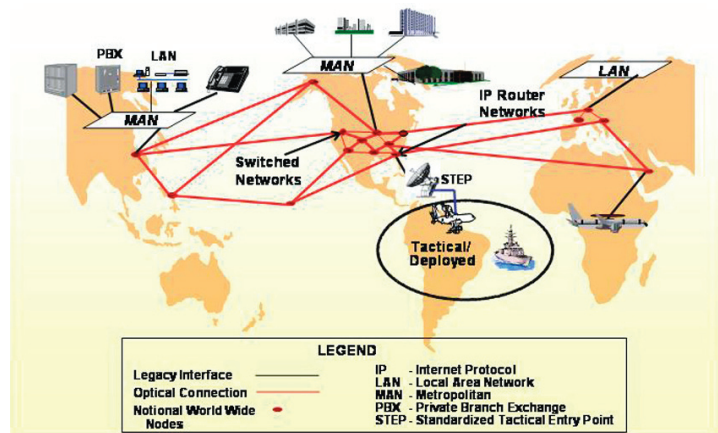 PBX
LAN
MAN
MAN
LAN
IP Router
Networks
Switched
Networks
STEP
Tactical/
Deployed
LEGEND
Legacy Interface
Optical Connection
Notional World Wide
Nodes
IP - Internet Protocol
LAN - Local Area Network
MAN - Metropolitan
PBX - Private Branch Exchange
STEP - Standardized Tactical Entry Point